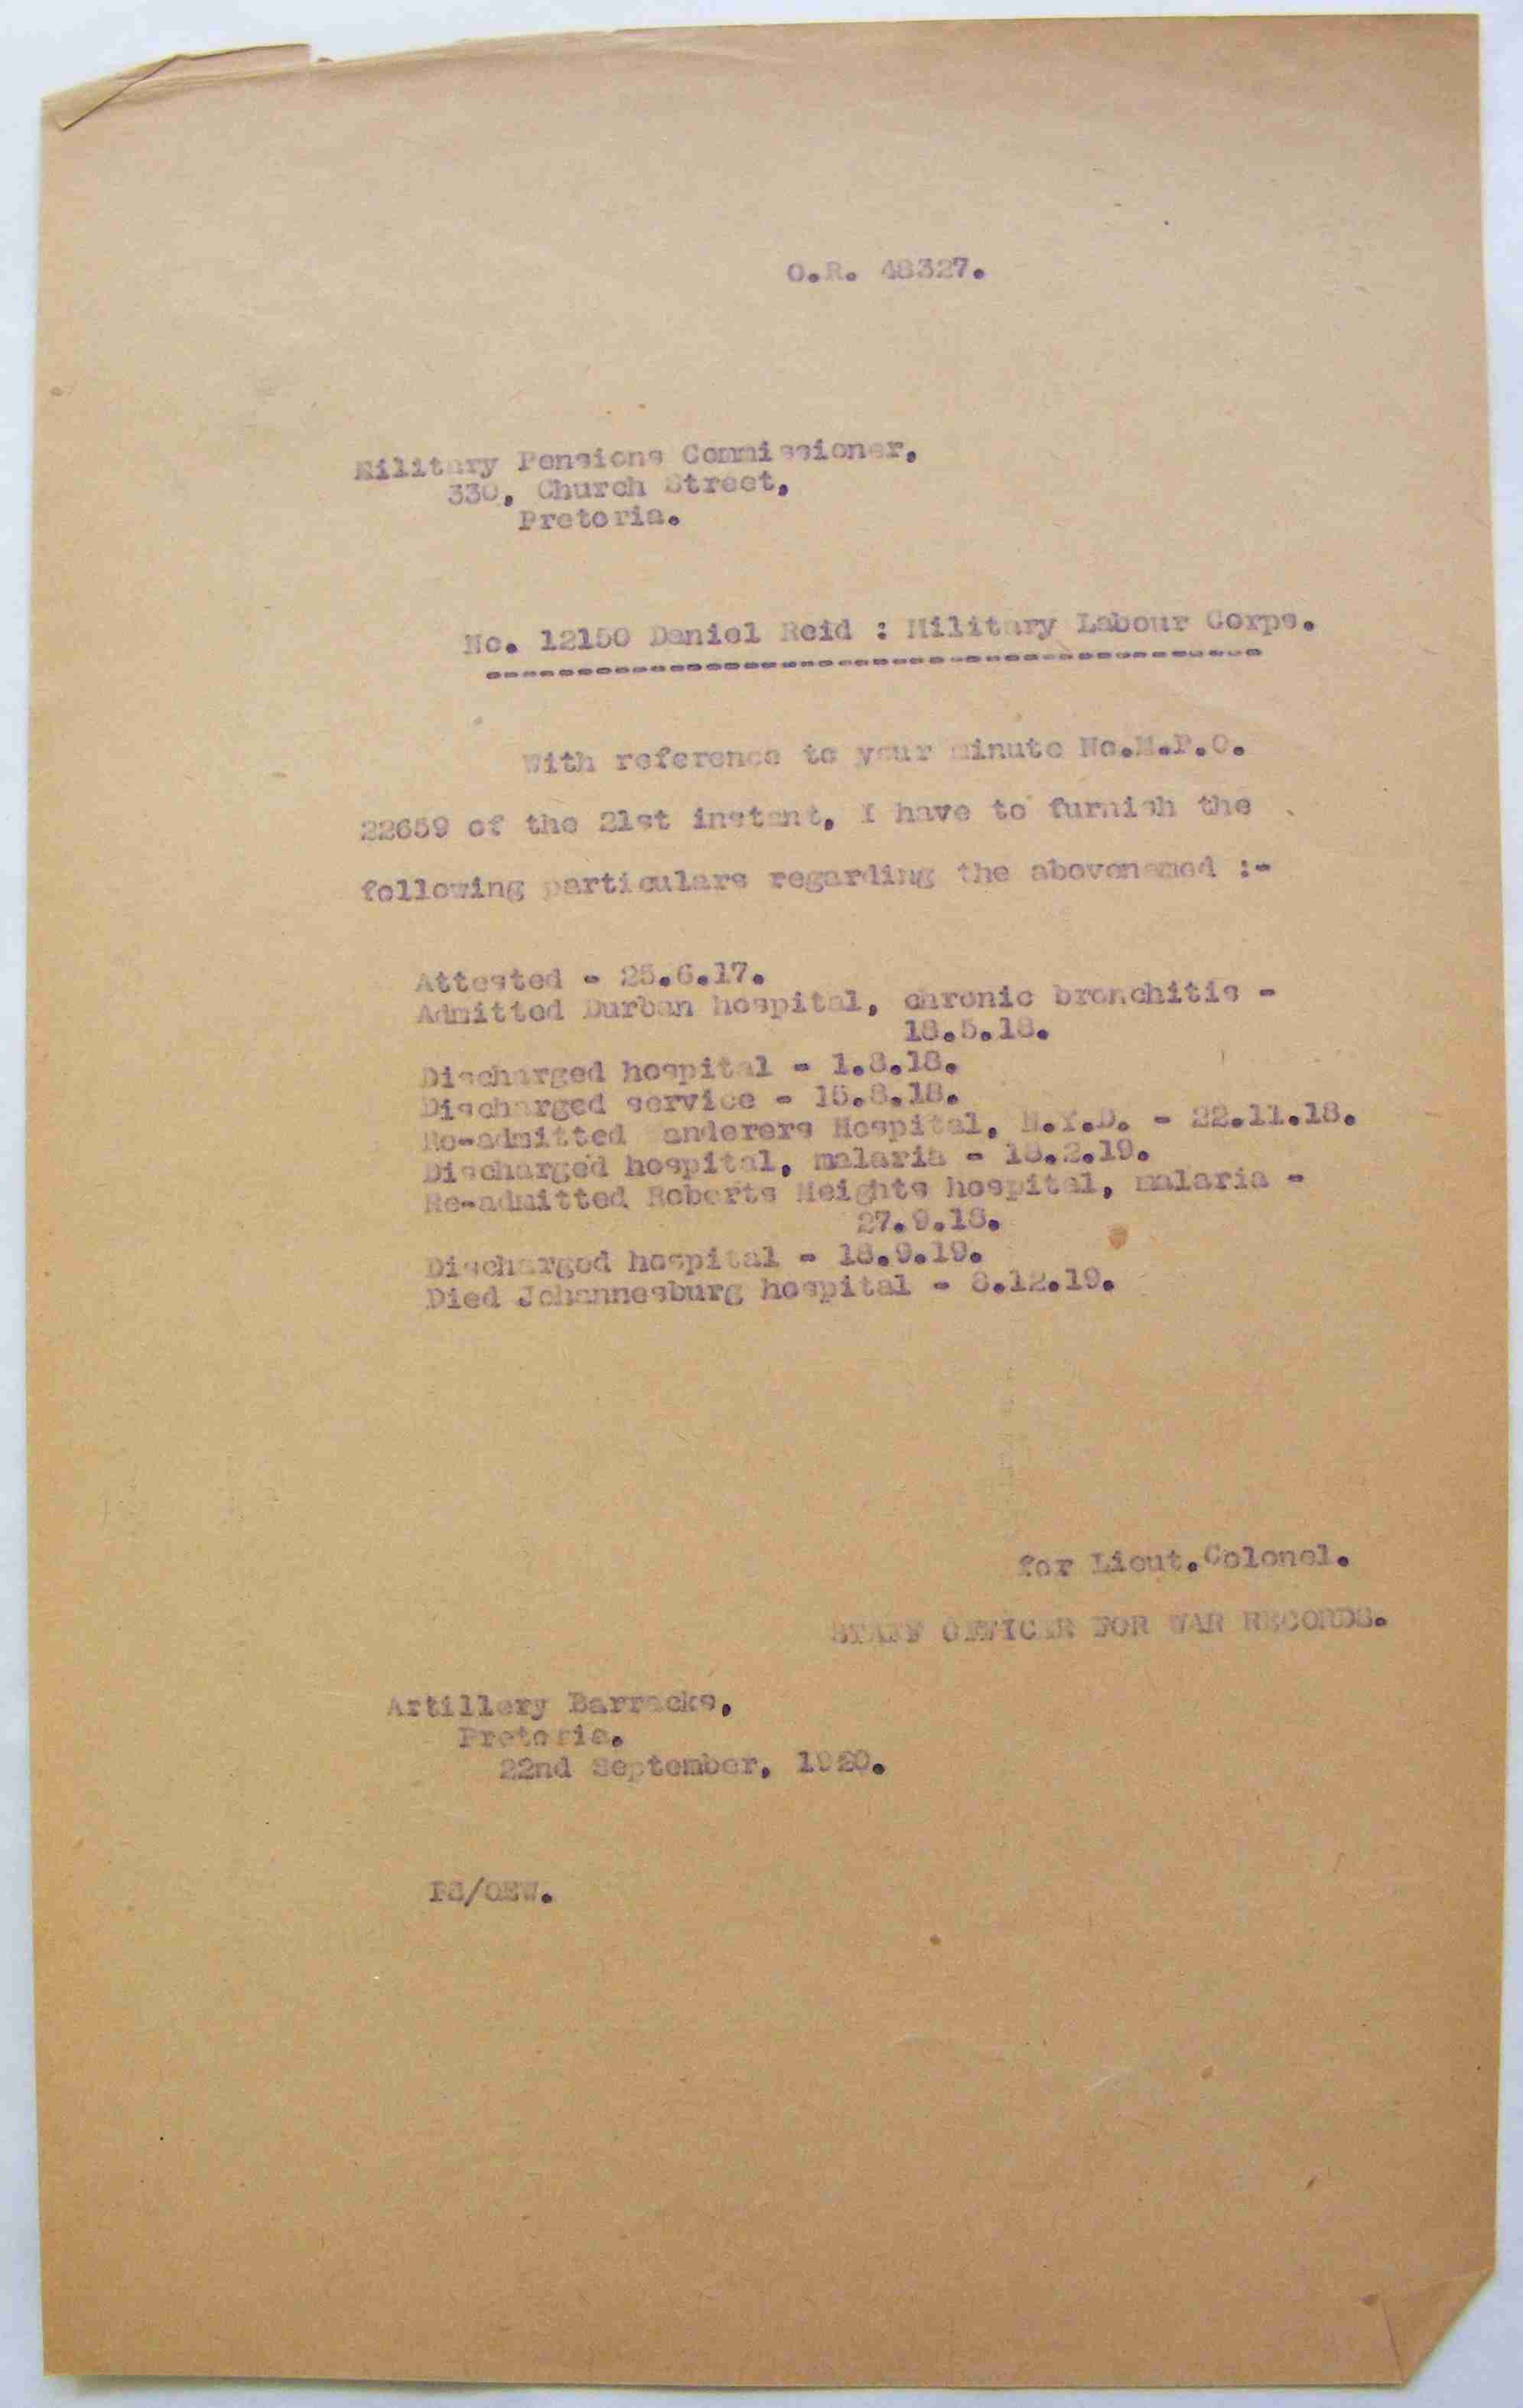 O.R. 48327.
Military Pensions Commissioner,
330, Church Street,
Pretoria.
No. 12150 Daniel Reid : Military Labour Corps.
With reference to your minute No.M.P.C.
22659 of the 21st instant, I have to furnish the
following particulars regarding the abovenamed :-
Attested - 25.6.17.
Admitted Durban hospital, chronic bronchitis -
18.5.18.
Discharged hospital - 1.8.18.
Discharged service - 15.8.18.
Re-admitted anderers Hospital, N.Y.D. - 22.11.18.
Discharged hospital, malaria - 18.2.19.
Re-admitted Roberts Heights hospital, malaria -
27.9.18.
Discharged hospital - 18.9.19.
Died Johannesburg hospital - 8.12.19.
for Lieut.Colonel.
STAFF OFFICER FOR WAR RECORDS.
Artillery Barracks,
Pretoria.
22nd September, 1920.